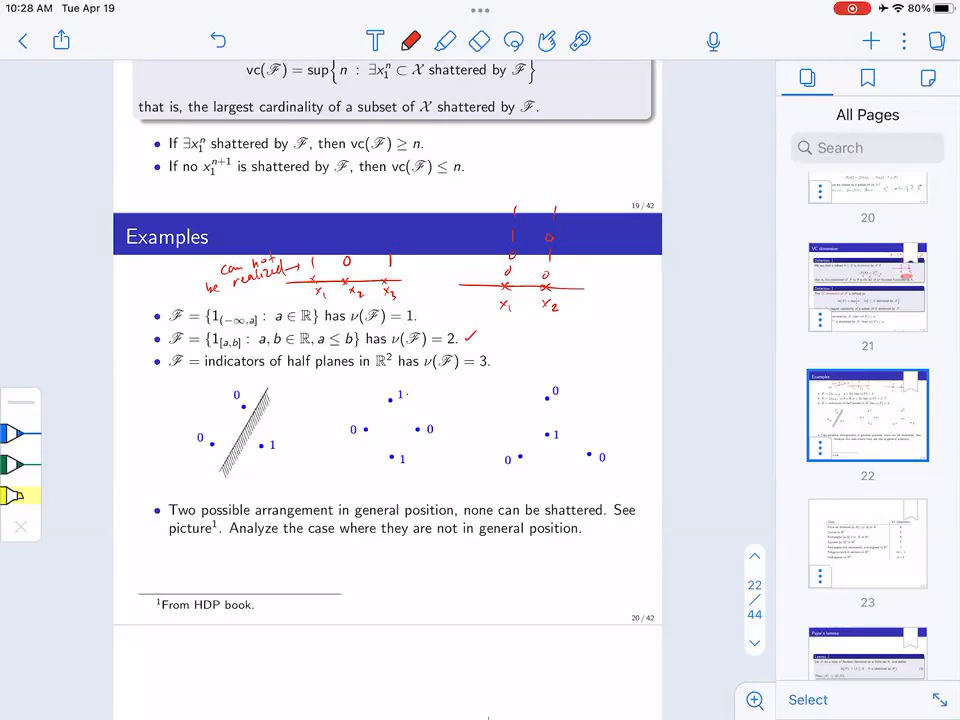 10:28 AM Tue Apr 19
80%
vc(ℱ) = sup{ n : ∃x₁ⁿ ⊂ 𝒳 shattered by ℱ }
that is, the largest cardinality of a subset of 𝒳 shattered by ℱ.
• If ∃x₁ⁿ shattered by ℱ, then vc(ℱ) ≥ n.
• If no x₁ⁿ⁺¹ is shattered by ℱ, then vc(ℱ) ≤ n.
19 / 42
Examples
can not be realized → 1 0 1
x₁ x₂ x₃
1 1
1 0
0 1
0 0
x₁ x₂
• ℱ = {1₍₋∞,ₐ₎] : a ∈ ℝ} has ν(ℱ) = 1.
• ℱ = {1[a,b] : a, b ∈ ℝ, a ≤ b} has ν(ℱ) = 2. ✓
• ℱ = indicators of half planes in ℝ² has ν(ℱ) = 3.
0 0 1
1 0 0 1
0 1 0 0
• Two possible arrangement in general position, none can be shattered. See
picture¹. Analyze the case where they are not in general position.
¹From HDP book.
20 / 42
22
/
44
All Pages
Search
20
21
22
23
Select